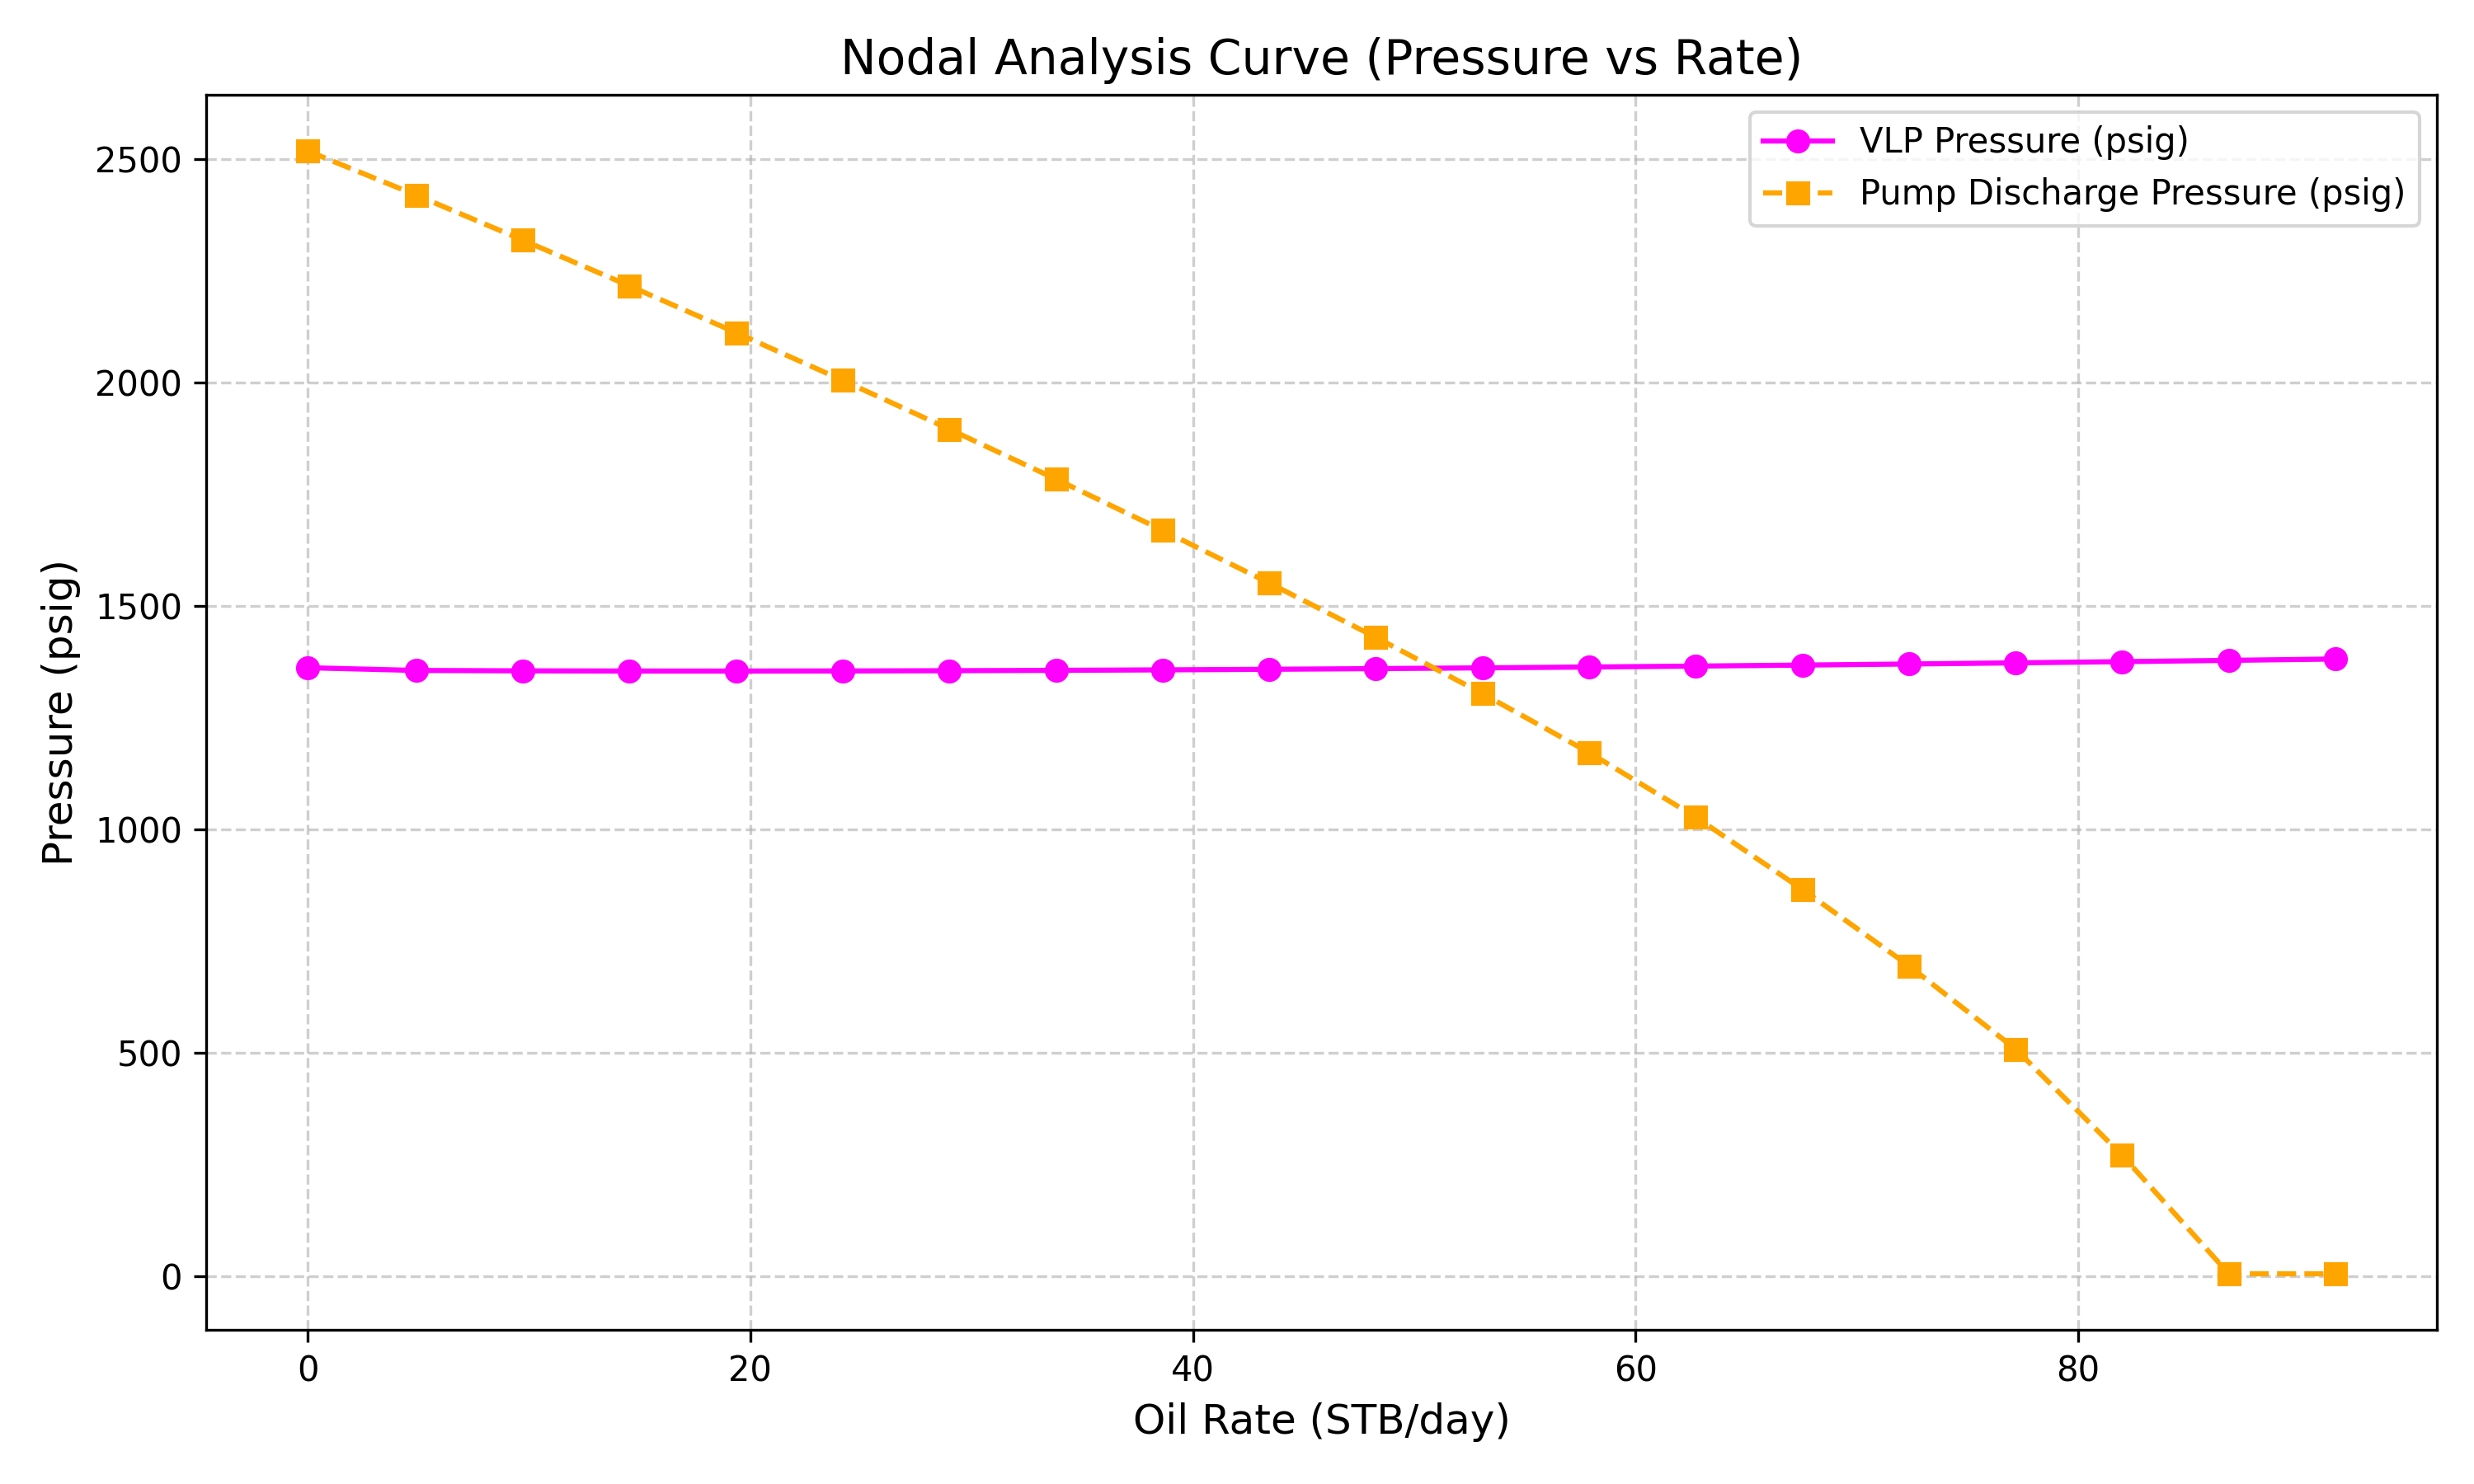 Nodal Analysis Curve (Pressure vs Rate)
VLP Pressure (psig)
Pump Discharge Pressure (psig)
Pressure (psig)
2500
2000
1500
1000
500
0
0 20 40 60 80
Oil Rate (STB/day)